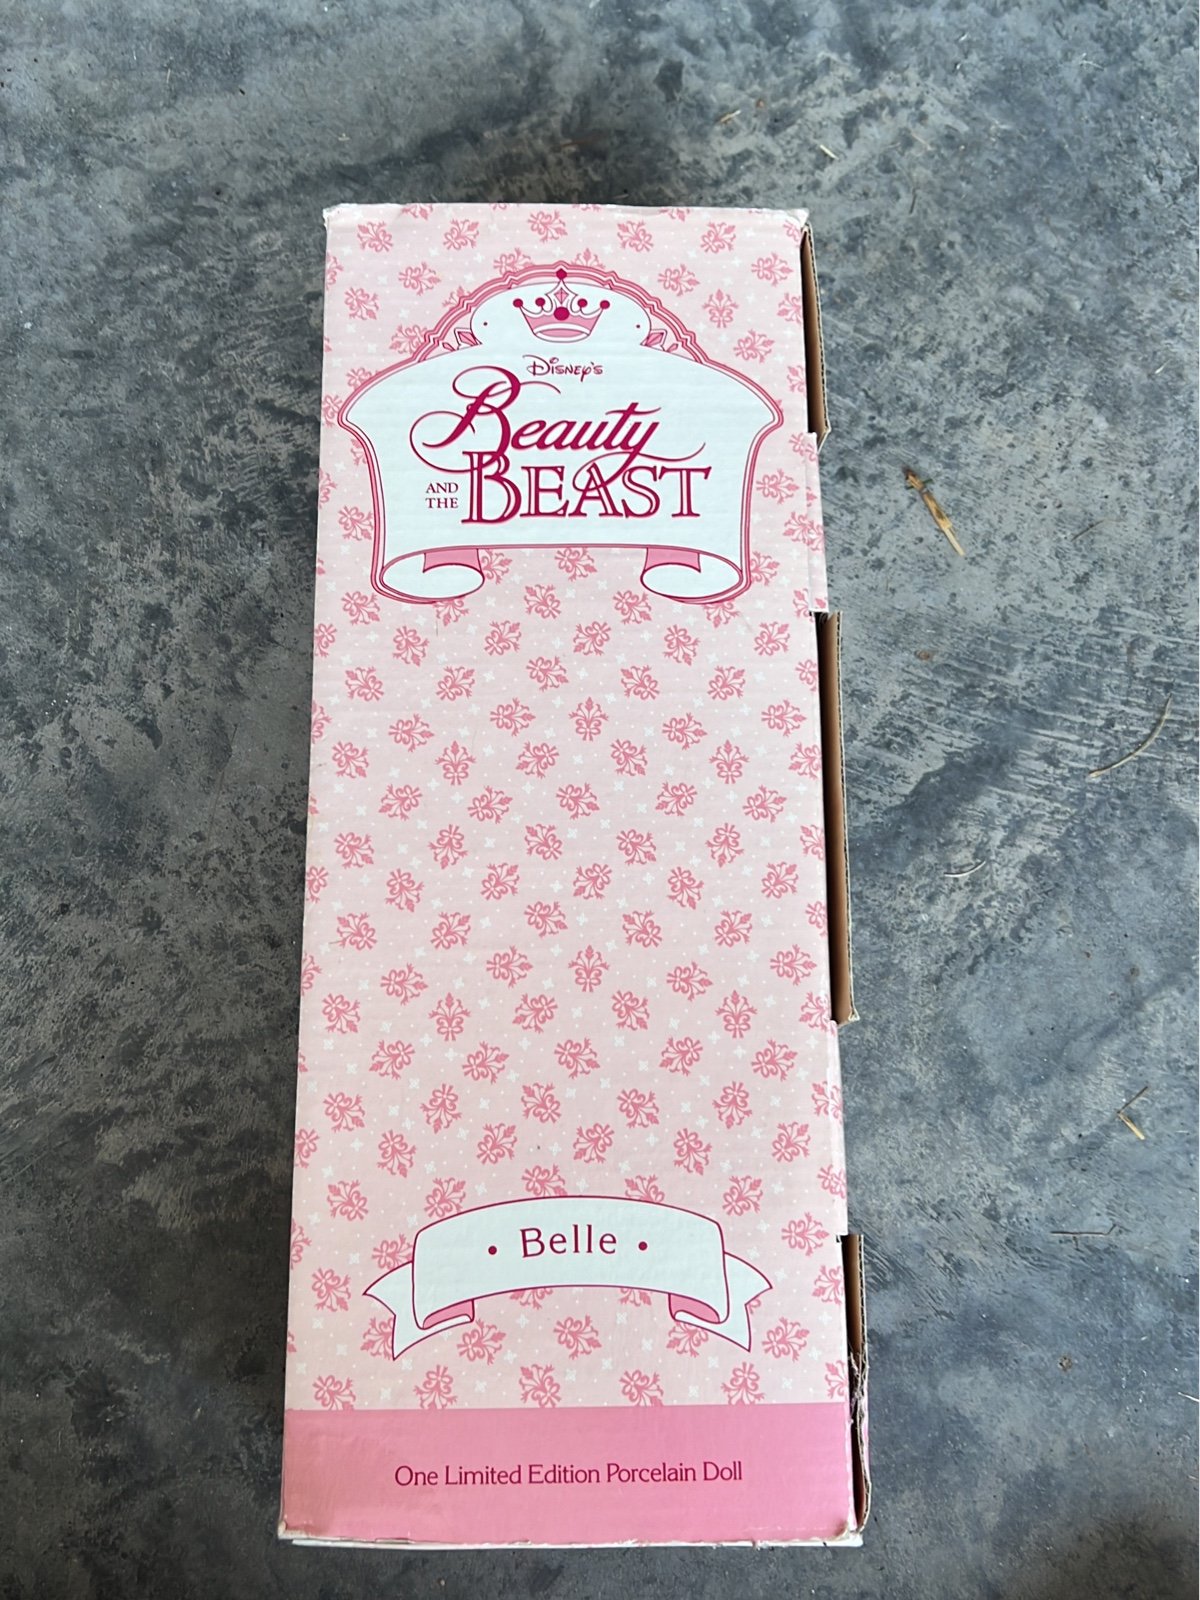 Disney's
Beauty
AND THE BEAST
• Belle •
One Limited Edition Porcelain Doll